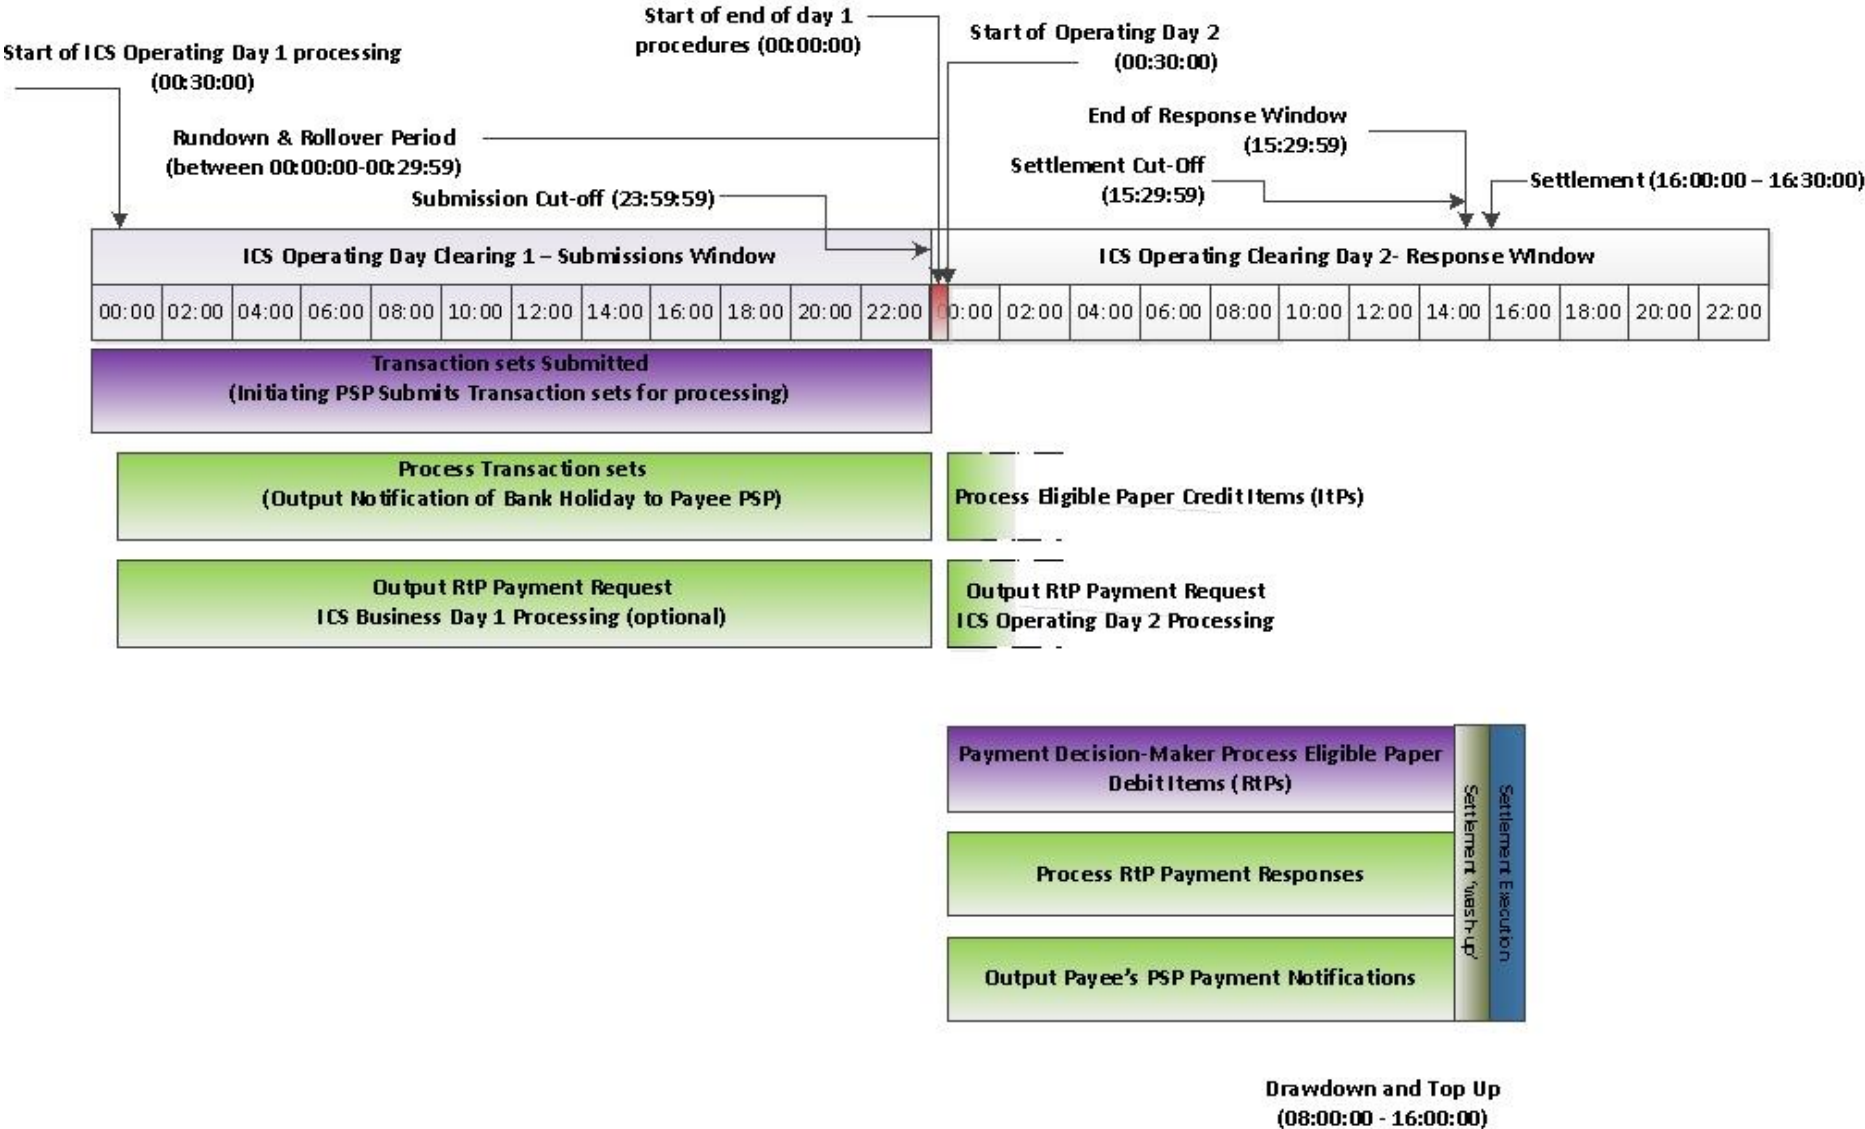 Start of end of day 1
procedures (00:00:00)
Start of Operating Day 2
(00:30:00)
Start of ICS Operating Day 1 processing
(00:30:00)
End of Response Window
(15:29:59)
Rundown & Rollover Period
(between 00:00:00-00:29:59)
Settlement Cut-Off
(15:29:59)
Settlement (16:00:00 – 16:30:00)
Submission Cut-off (23:59:59)
ICS Operating Day Clearing 1 – Submissions Window
ICS Operating Clearing Day 2- Response WIndow
00:00 02:00 04:00 06:00 08:00 10:00 12:00 14:00 16:00 18:00 20:00 22:00 00:00 02:00 04:00 06:00 08:00 10:00 12:00 14:00 16:00 18:00 20:00 22:00
Transaction sets Submitted
(Initiating PSP Submits Transaction sets for processing)
Process Transaction sets
(Output Notification of Bank Holiday to Payee PSP)
Process Eligible Paper Credit Items (ItPs)
Output RtP Payment Request
ICS Business Day 1 Processing (optional)
Output RtP Payment Request
ICS Operating Day 2 Processing
Payment Decision-Maker Process Eligible Paper
Debit Items (RtPs)
Process RtP Payment Responses
Output Payee’s PSP Payment Notifications
Settlement ‘wash-up’
Settlement Execution
Drawdown and Top Up
(08:00:00 - 16:00:00)